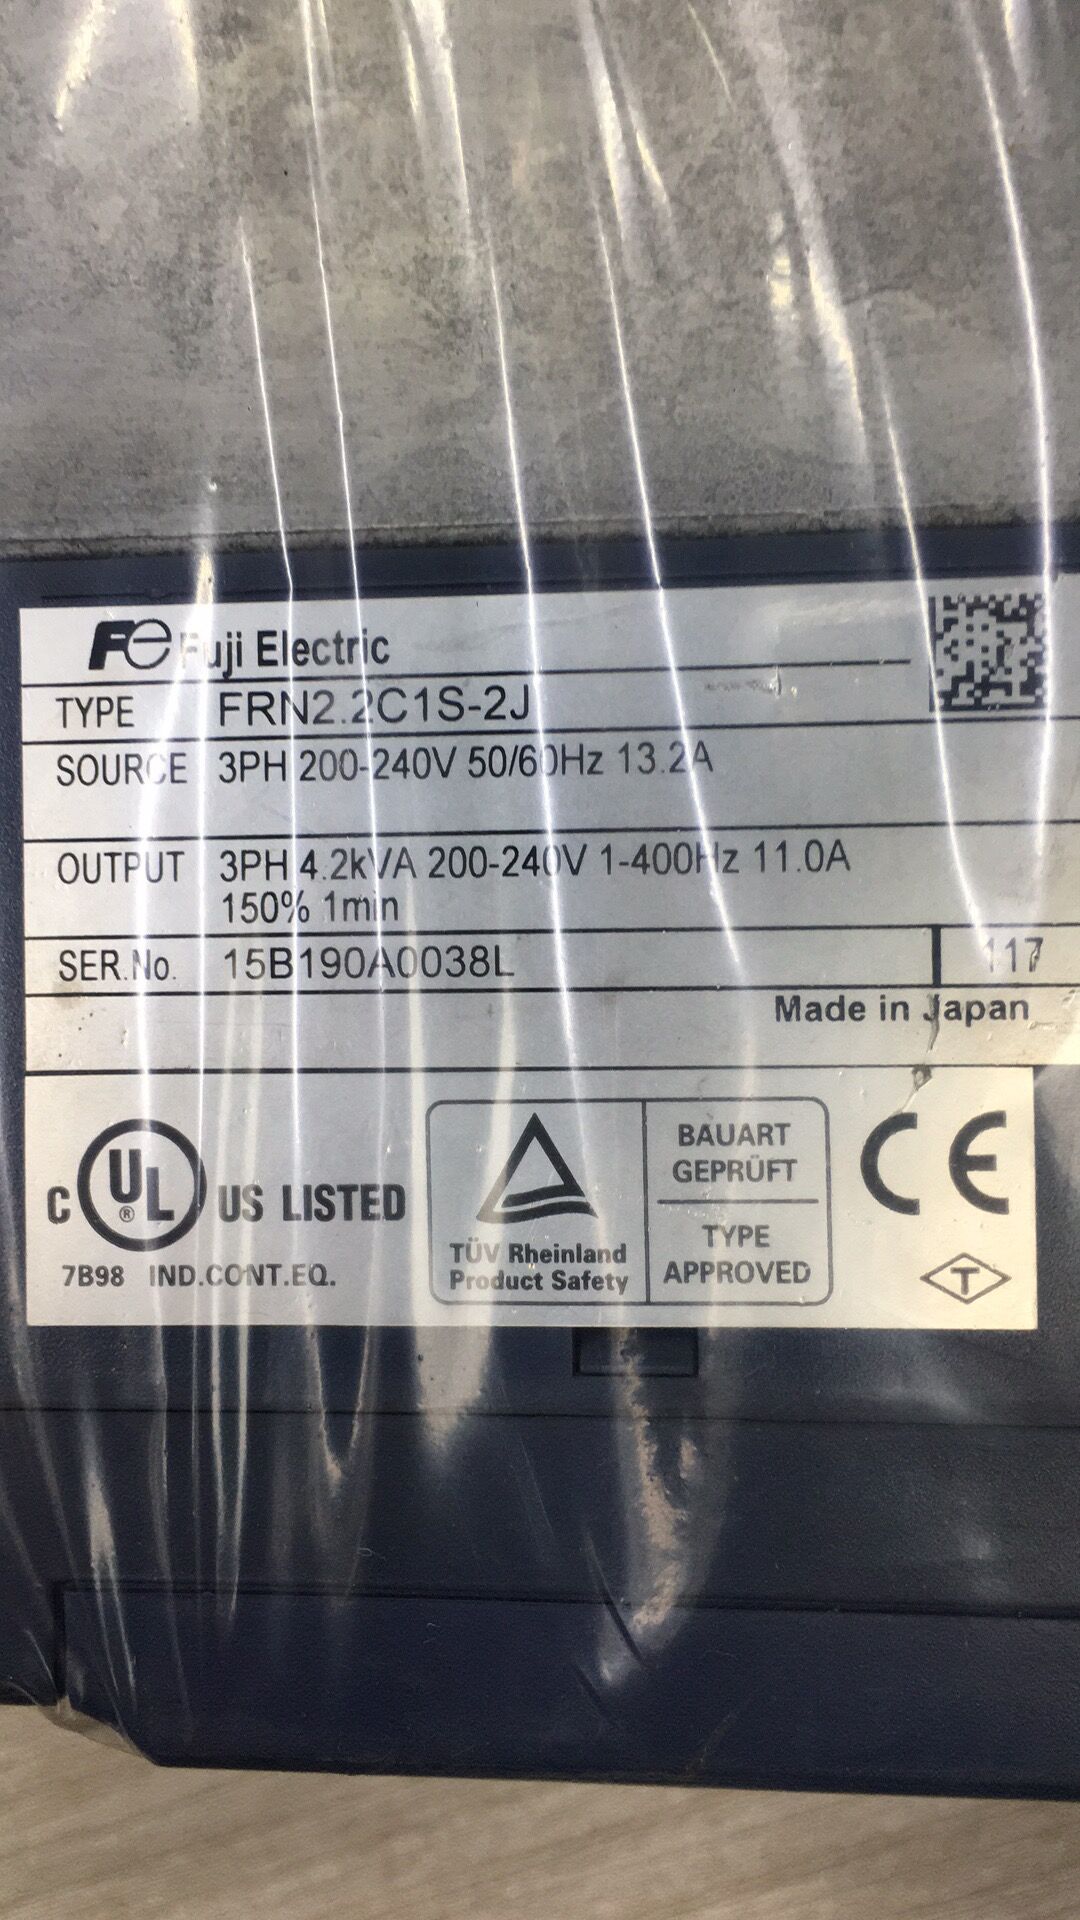 Fe Fuji Electric
TYPE FRN2.2C1S-2J
SOURCE 3PH 200-240V 50/60Hz 13.2A
OUTPUT 3PH 4.2kVA 200-240V 1-400Hz 11.0A
150% 1min
SER.No. 15B190A0038L 117
Made in Japan
C UL ® US LISTED
7B98 IND.CONT.EQ.
TÜV Rheinland
Product Safety
BAUART
GEPRÜFT
TYPE
APPROVED
CE
T